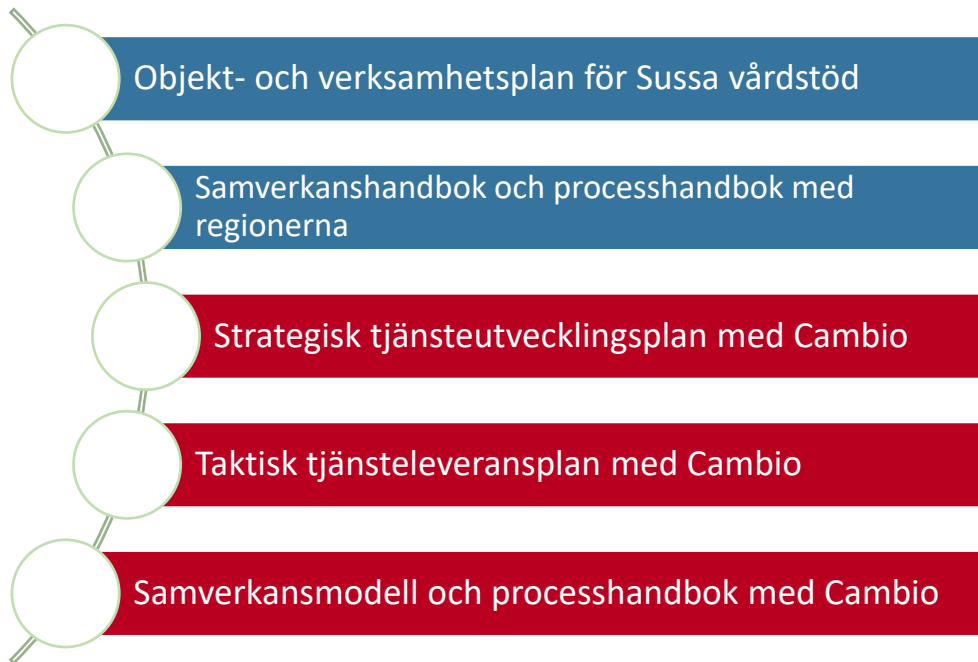 Objekt- och verksamhetsplan för Sussa vårdstöd
Samverkanshandbok och processhandbok med
regionerna
Strategisk tjänsteutvecklingsplan med Cambio
Taktisk tjänsteleveransplan med Cambio
Samverkansmodell och processhandbok med Cambio